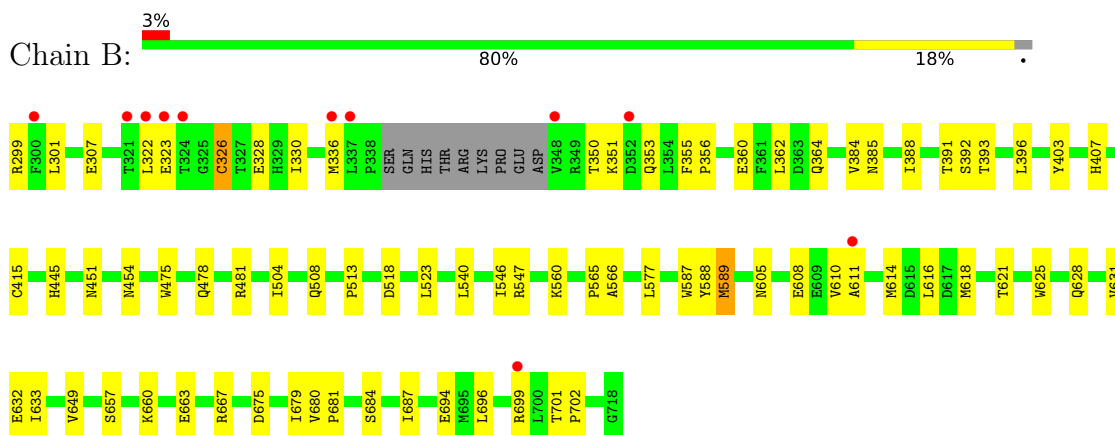 3%
Chain B:
80% 18% •
R299 F300 L301 E307 T321 L322 E323 T324 G325 C326 T327 E328 H329 I330 M336 L337 P338 SER GLN HIS THR ARG LYS PRO GLU ASP V348 R349 T350 K351 D352 Q353 L354 F355 P356 E360 F361 L362 D363 Q364 V384 N385 I388 T391 S392 T393 L396 Y403 H407
C415 H445 N451 N454 W475 Q478 R481 I504 Q508 P513 D518 L523 L540 I546 R547 K560 P565 A566 L577 W587 Y588 M589 N605 E608 E609 V610 A611 M614 D615 L616 D617 M618 T621 W625 Q628 V631
E632 I633 V649 S657 K660 E663 R667 D675 I679 V680 P681 S684 I687 E694 M695 L696 R699 L700 T701 P702 G718